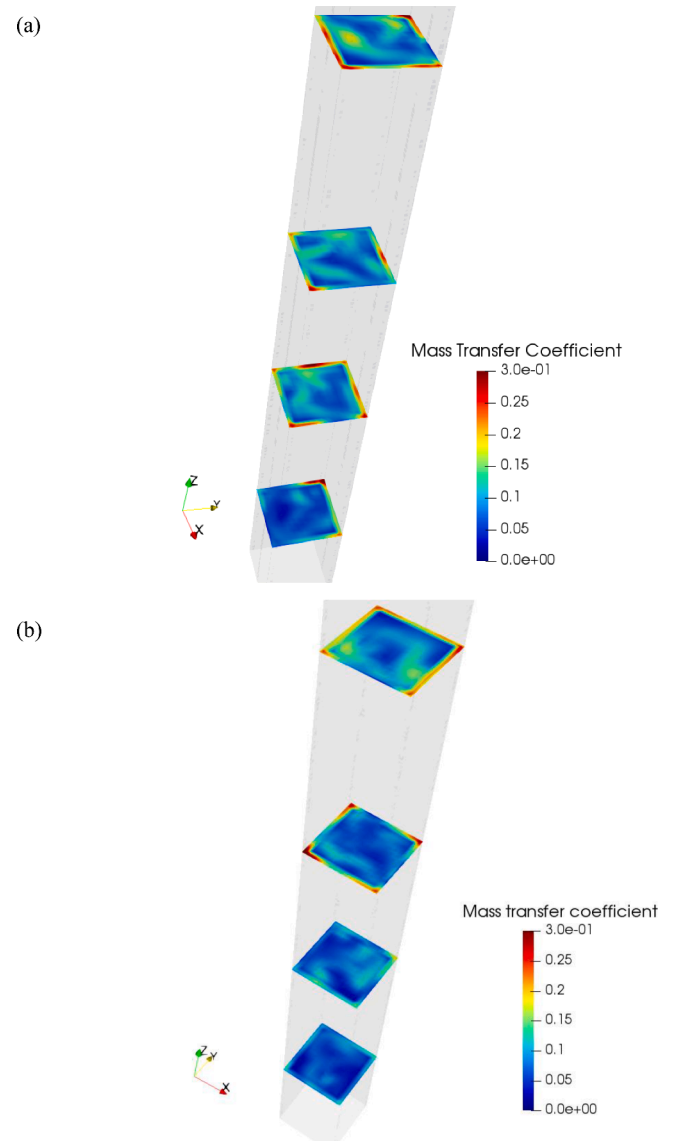 (a)
Mass Transfer Coefficient
3.0e-01
0.25
0.2
0.15
0.1
0.05
0.0e+00
Z
Y
X
(b)
Mass transfer coefficient
3.0e-01
0.25
0.2
0.15
0.1
0.05
0.0e+00
Z
Y
X